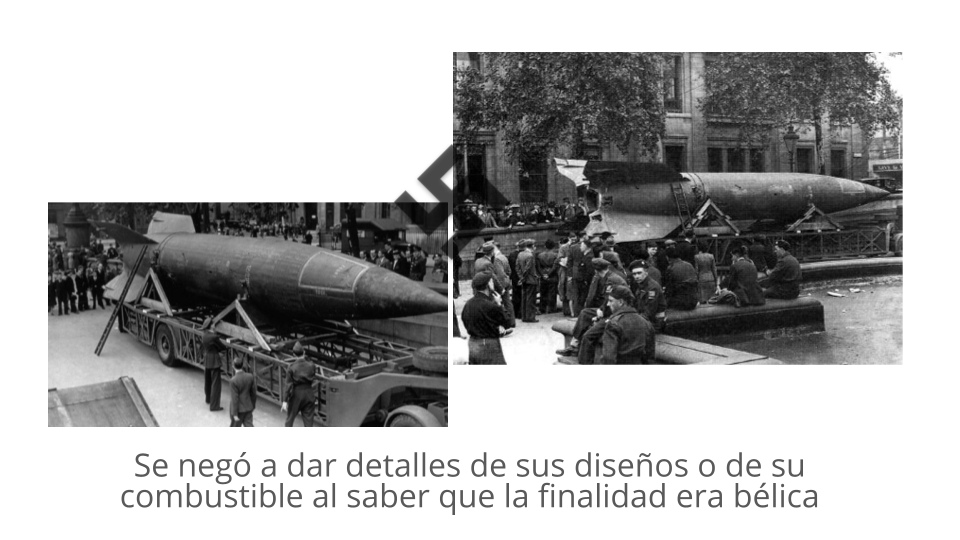 Se negó a dar detalles de sus diseños o de su
combustible al saber que la finalidad era bélica